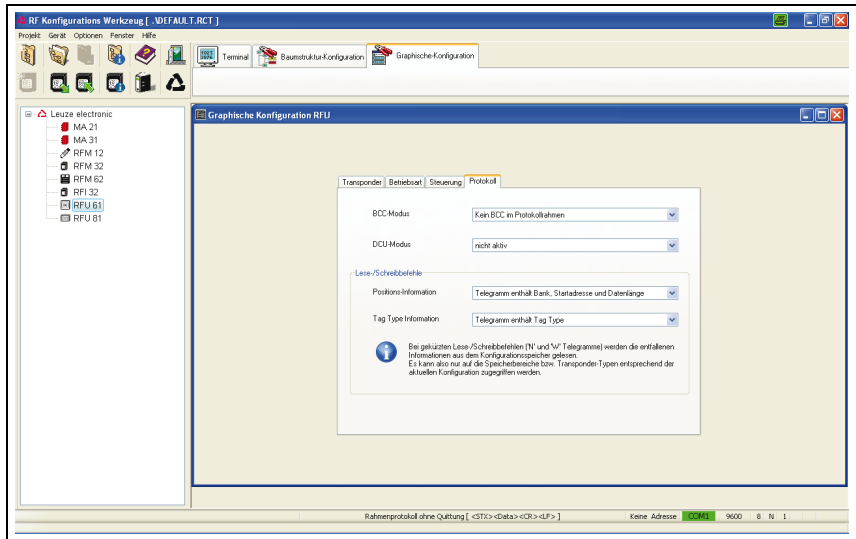 RF Konfigurations Werkzeug [ .\DEFAULT.RCT ]
Projekt Gerät Optionen Fenster Hilfe
Terminal Baumstruktur-Konfiguration Graphische-Konfiguration
Leuze electronic
MA 21
MA 31
RFM 12
RFM 32
RFM 62
RFI 32
RFU 61
RFU 81
Graphische Konfiguration RFU
Transponder Betriebsart Steuerung Protokoll
BCC-Modus Kein BCC im Protokollrahmen
DCU-Modus nicht aktiv
Lese-/Schreibbefehle
Positions-Information Telegramm enthält Bank, Startadresse und Datenlänge
Tag Type Information Telegramm enthält Tag Type
Bei gekürzten Lese-/Schreibbefehlen ('N' und 'W' Telegramme) werden die entfallenen
Informationen aus dem Konfigurationsspeicher gelesen.
Es kann also nur auf die Speicherbereiche bzw. Transponder-Typen entsprechend der
aktuellen Konfiguration zugegriffen werden.
Rahmenprotokoll ohne Quittung [ <STX><Data><CR><LF> ] Keine Adresse COM1 9600 8 N 1